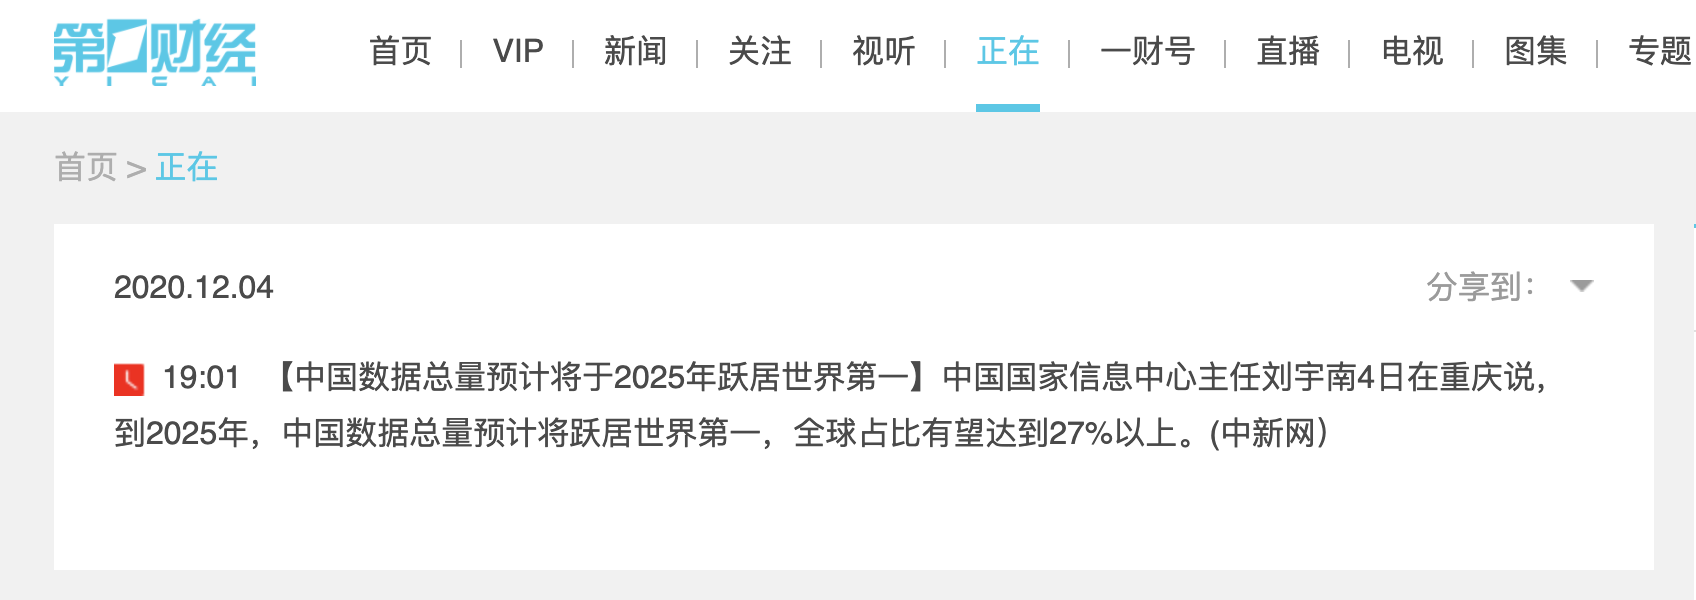 第一财经
YICAI
首页 | VIP | 新闻 | 关注 | 视听 | 正在 | 一财号 | 直播 | 电视 | 图集 | 专题
首页 > 正在
2020.12.04
分享到：
19:01 【中国数据总量预计将于2025年跃居世界第一】中国国家信息中心主任刘宇南4日在重庆说，
到2025年，中国数据总量预计将跃居世界第一，全球占比有望达到27%以上。(中新网）